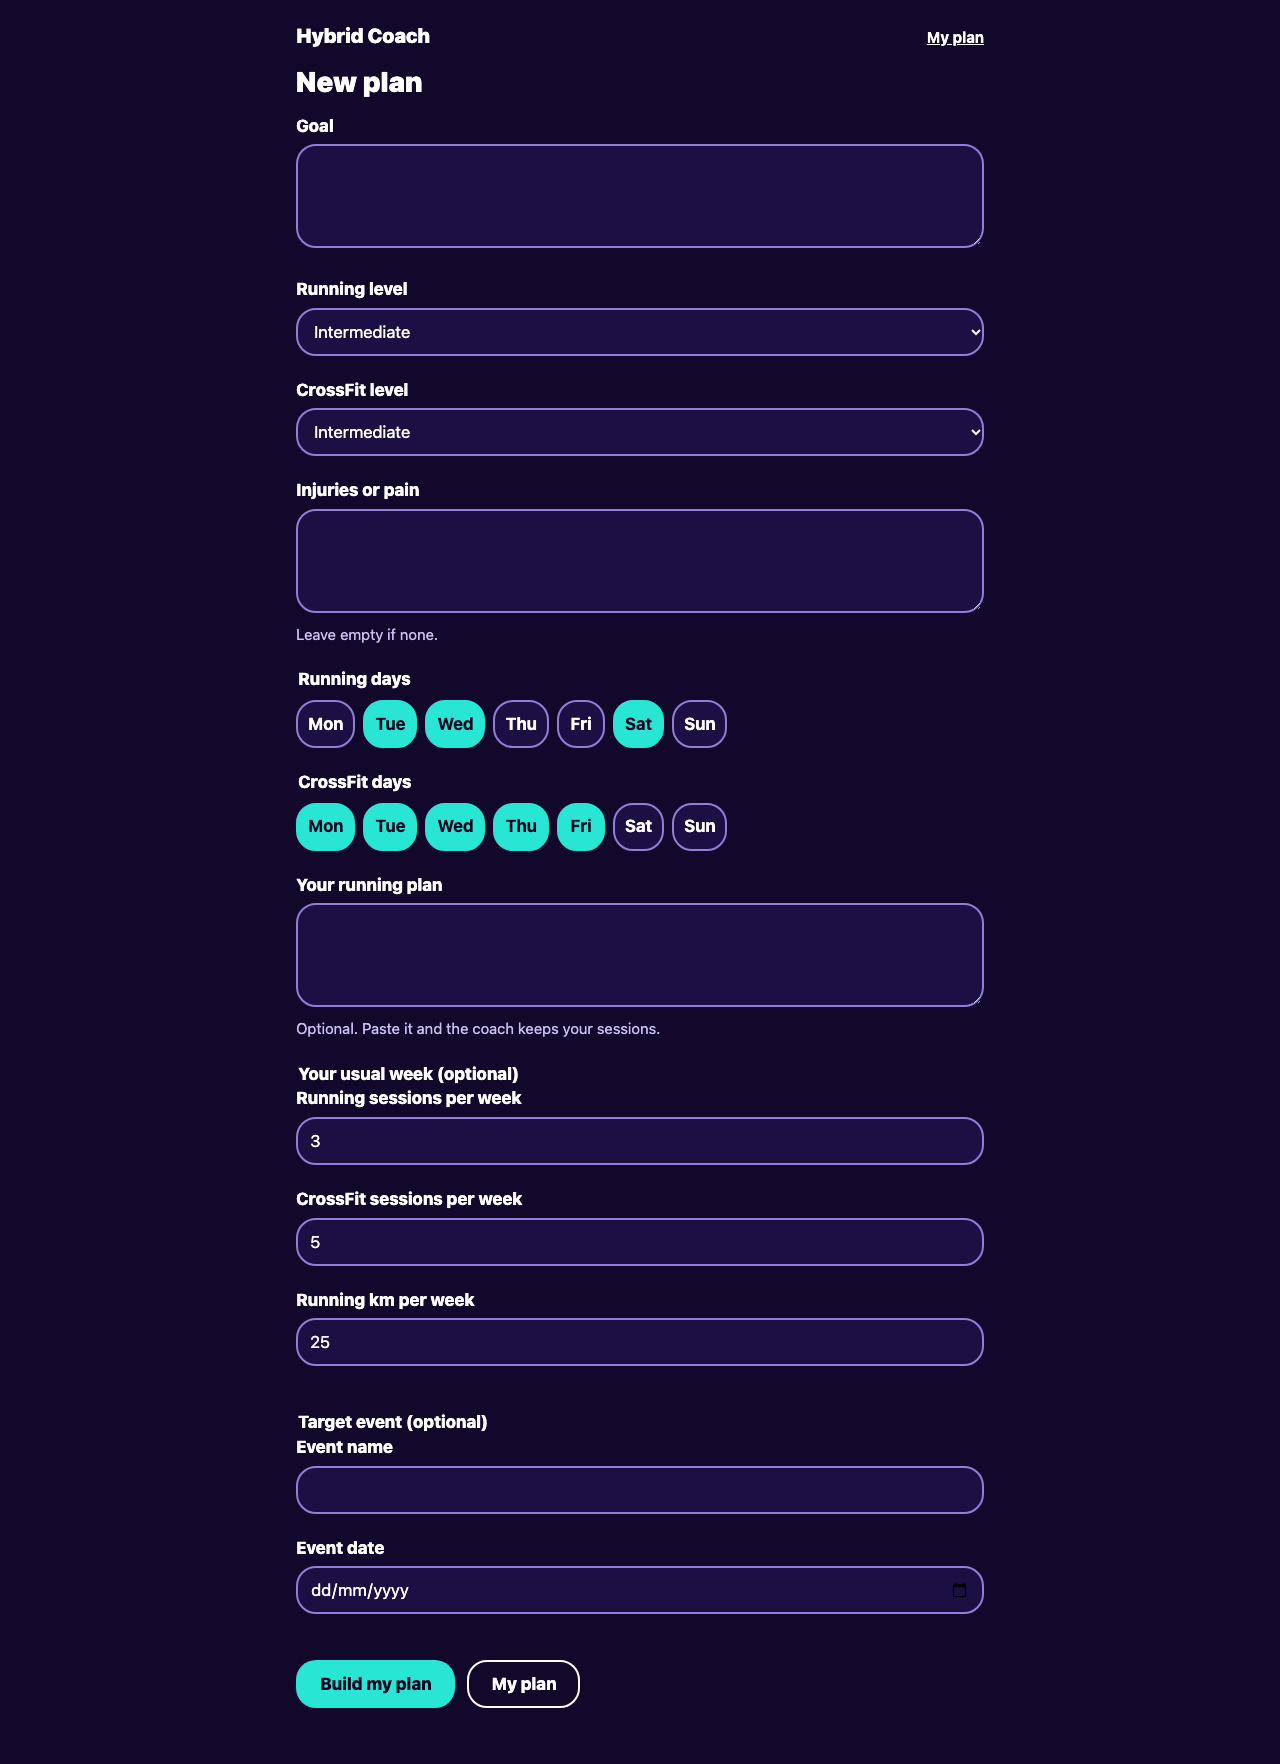 Hybrid Coach
My plan
New plan
Goal
Running level
Intermediate
CrossFit level
Intermediate
Injuries or pain
Leave empty if none.
Running days
Mon Tue Wed Thu Fri Sat Sun
CrossFit days
Mon Tue Wed Thu Fri Sat Sun
Your running plan
Optional. Paste it and the coach keeps your sessions.
Your usual week (optional)
Running sessions per week
3
CrossFit sessions per week
5
Running km per week
25
Target event (optional)
Event name
Event date
dd/mm/yyyy
Build my plan
My plan